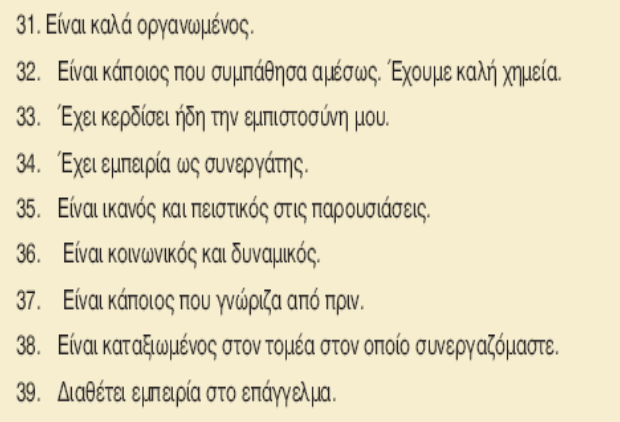 31. Είναι καλά οργανωμένος.
32. Είναι κάποιος που συμπάθησα αμέσως. Έχουμε καλή χημεία.
33. Έχει κερδίσει ήδη την εμπιστοσύνη μου.
34. Έχει εμπειρία ως συνεργάτης.
35. Είναι ικανός και πειστικός στις παρουσιάσεις.
36. Είναι κοινωνικός και δυναμικός.
37. Είναι κάποιος που γνώριζα από πριν.
38. Είναι καταξιωμένος στον τομέα στον οποίο συνεργαζόμαστε.
39. Διαθέτει εμπειρία στο επάγγελμα.